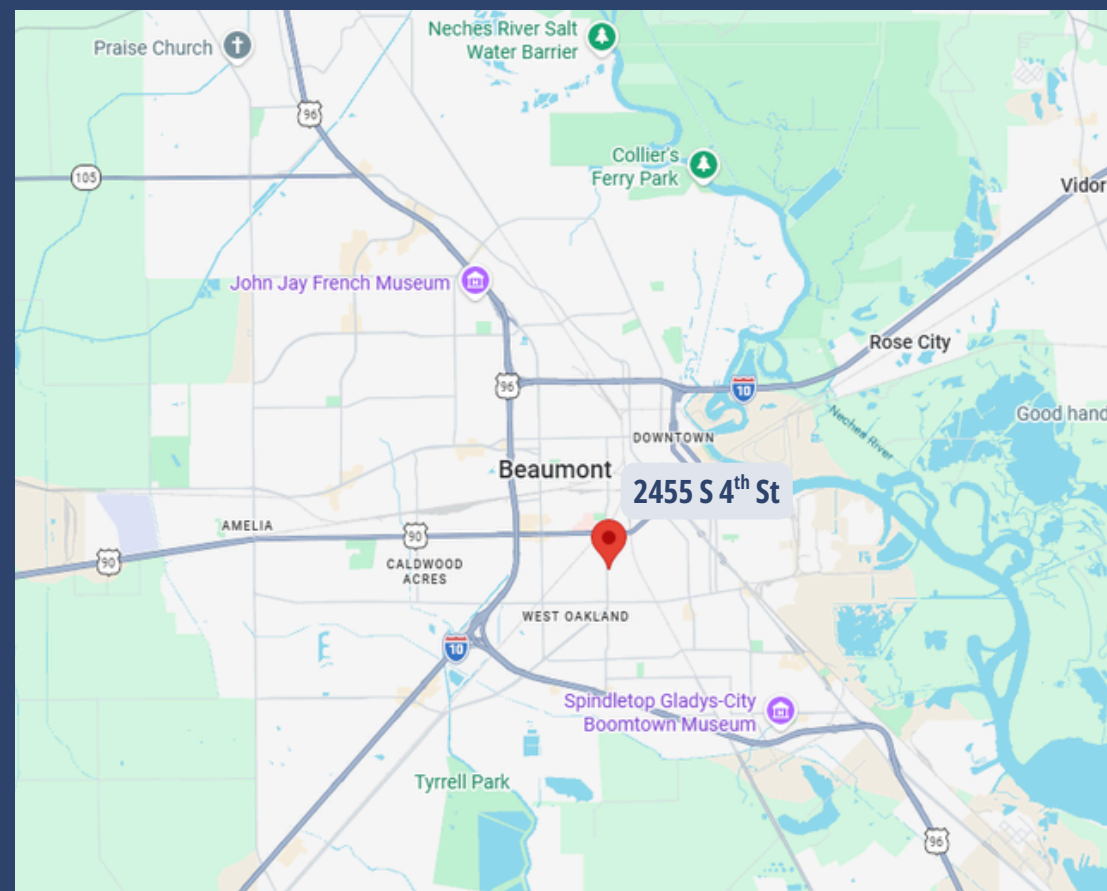 Neches River Salt
Water Barrier
Praise Church
96
Collier's
Ferry Park
105
Vidor
John Jay French Museum
Rose City
96
10
Good hand
Neches River
DOWNTOWN
Beaumont
2455 S 4th St
AMELIA
90
90
CALDWOOD
ACRES
WEST OAKLAND
10
Spindletop Gladys-City
Boomtown Museum
Tyrrell Park
96